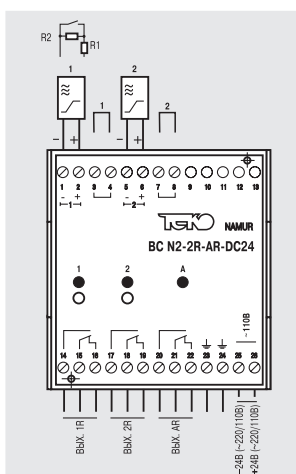 R2
R1
1 2
1 2
− + − +
1 2 3 4 5 6 7 8 9 10 11 12 13
- + - +
1 2
ТЕКО NAMUR
BC N2-2R-AR-DC24
1 2 A
~110В
14 15 16 17 18 19 20 21 22 23 24 25 26
ВЫХ. 1R
ВЫХ. 2R
ВЫХ. AR
−24В (~220/110В)
+24В (~220/110В)